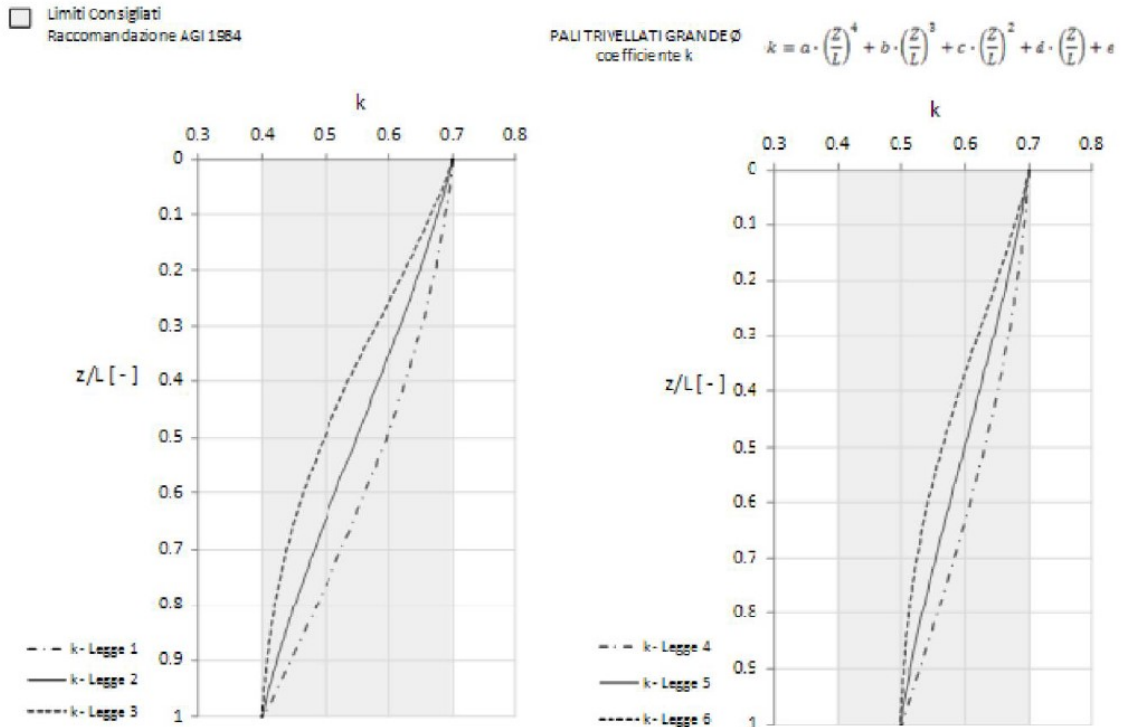 Limiti Consigliati
Raccomandazione AGI 1984
PALI TRIVELLATI GRANDE Ø
coefficiente k
k = a · (Z/L)^4 + b · (Z/L)^3 + c · (Z/L)^2 + d · (Z/L) + e
k
0.3 0.4 0.5 0.6 0.7 0.8
0
0.1
0.2
0.3
z/L [ - ] 0.4
0.5
0.6
0.7
0.8
0.9
1
k - Legge 1
k - Legge 2
k - Legge 3
k
0.3 0.4 0.5 0.6 0.7 0.8
0
0.1
0.2
0.3
z/L [ - ] 0.4
0.5
0.6
0.7
0.8
0.9
1
k - Legge 4
k - Legge 5
k - Legge 6